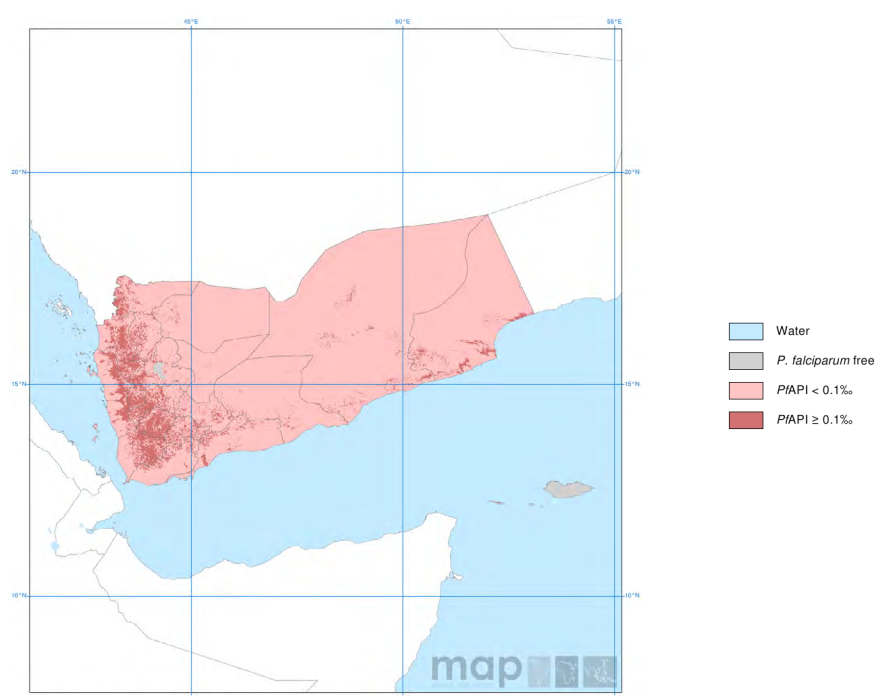 45°E 50°E 55°E
20°N 20°N
Water
P. falciparum free
15°N 15°N
PfAPI < 0.1‰
PfAPI ≥ 0.1‰
10°N 10°N
map